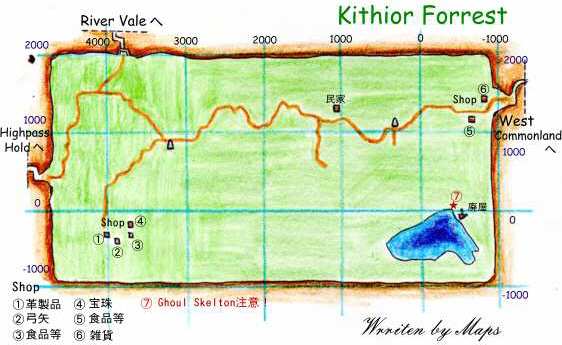 Kithior Forrest
River Vale へ
2000 4000 3000 2000 1000 0 -1000
2000
⑥
民家 Shop
1000 ⑤ West
Highpass Commonland
Hold へ 1000 へ
⑦
廃屋
0 Shop ④ 0
① ② ③
-1000 -1000
Shop
①革製品 ④宝珠 ⑦ Ghoul Skelton注意！
②弓矢 ⑤食品等
③食品等 ⑥雑貨
Wrriten by Maps